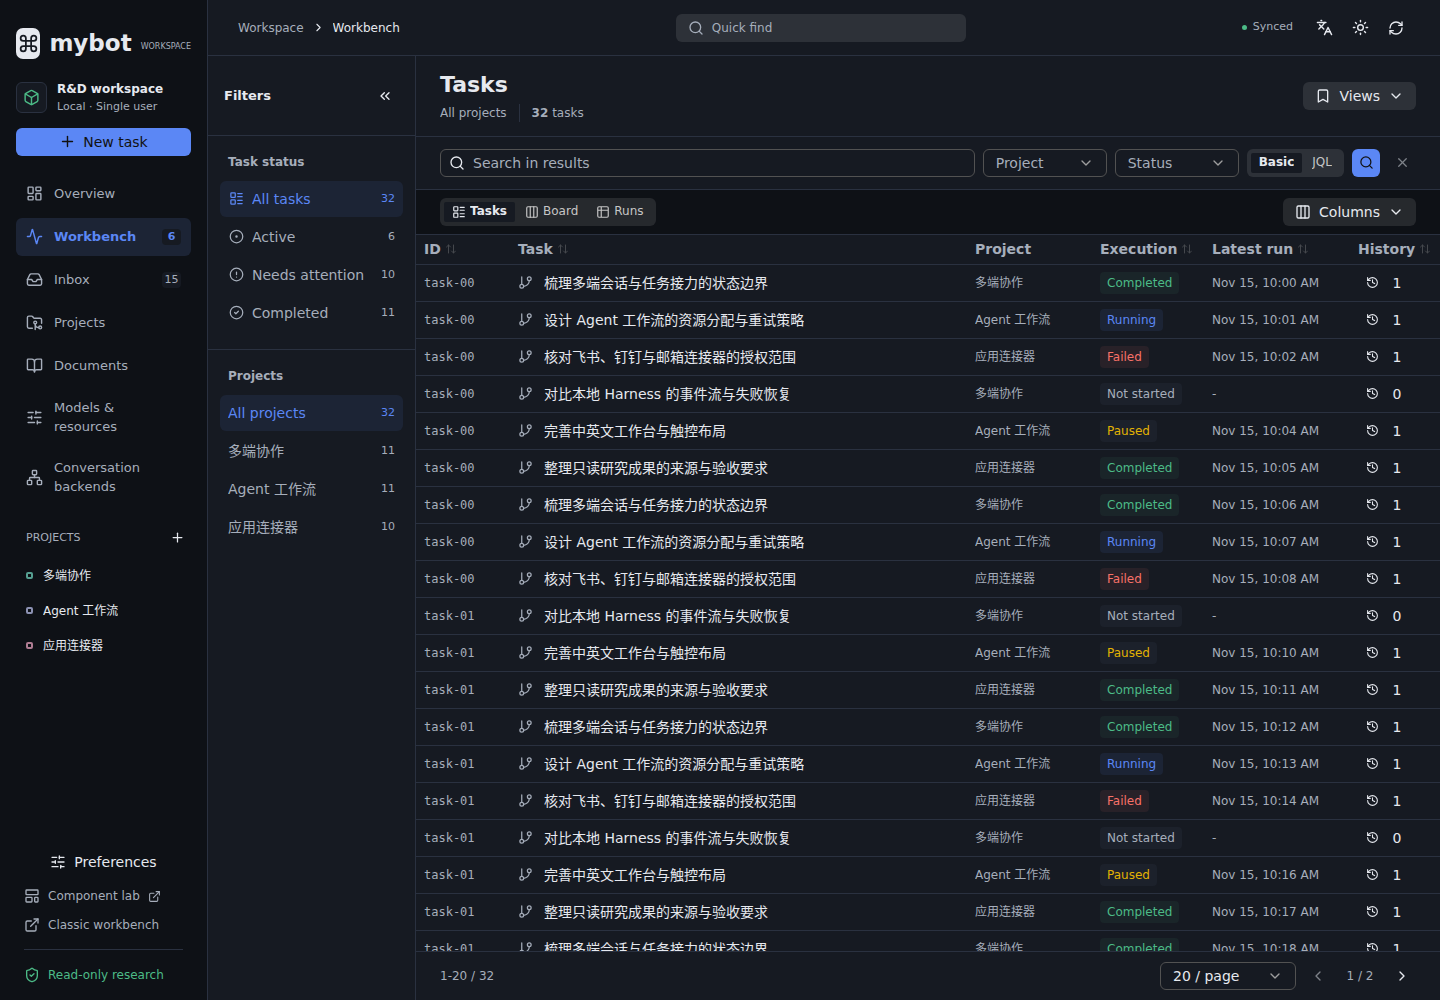 mybot WORKSPACE
R&D workspace
Local · Single user
New task
Overview
Workbench 6
Inbox 15
Projects
Documents
Models &
resources
Conversation
backends
PROJECTS
多端协作
Agent 工作流
应用连接器
Preferences
Component lab
Classic workbench
Read-only research
Workspace > Workbench
Quick find
Synced
Filters
Task status
All tasks 32
Active 6
Needs attention 10
Completed 11
Projects
All projects 32
多端协作 11
Agent 工作流 11
应用连接器 10
Tasks
All projects 32 tasks
Views
Search in results Project Status Basic JQL
Tasks Board Runs Columns
ID Task Project Execution Latest run History
task-00 梳理多端会话与任务接力的状态边界 多端协作 Completed Nov 15, 10:00 AM 1
task-00 设计 Agent 工作流的资源分配与重试策略 Agent 工作流 Running Nov 15, 10:01 AM 1
task-00 核对飞书、钉钉与邮箱连接器的授权范围 应用连接器 Failed Nov 15, 10:02 AM 1
task-00 对比本地 Harness 的事件流与失败恢复 多端协作 Not started - 0
task-00 完善中英文工作台与触控布局 Agent 工作流 Paused Nov 15, 10:04 AM 1
task-00 整理只读研究成果的来源与验收要求 应用连接器 Completed Nov 15, 10:05 AM 1
task-00 梳理多端会话与任务接力的状态边界 多端协作 Completed Nov 15, 10:06 AM 1
task-00 设计 Agent 工作流的资源分配与重试策略 Agent 工作流 Running Nov 15, 10:07 AM 1
task-00 核对飞书、钉钉与邮箱连接器的授权范围 应用连接器 Failed Nov 15, 10:08 AM 1
task-01 对比本地 Harness 的事件流与失败恢复 多端协作 Not started - 0
task-01 完善中英文工作台与触控布局 Agent 工作流 Paused Nov 15, 10:10 AM 1
task-01 整理只读研究成果的来源与验收要求 应用连接器 Completed Nov 15, 10:11 AM 1
task-01 梳理多端会话与任务接力的状态边界 多端协作 Completed Nov 15, 10:12 AM 1
task-01 设计 Agent 工作流的资源分配与重试策略 Agent 工作流 Running Nov 15, 10:13 AM 1
task-01 核对飞书、钉钉与邮箱连接器的授权范围 应用连接器 Failed Nov 15, 10:14 AM 1
task-01 对比本地 Harness 的事件流与失败恢复 多端协作 Not started - 0
task-01 完善中英文工作台与触控布局 Agent 工作流 Paused Nov 15, 10:16 AM 1
task-01 整理只读研究成果的来源与验收要求 应用连接器 Completed Nov 15, 10:17 AM 1
task-01 梳理多端会话与任务接力的状态边界 多端协作 Completed Nov 15, 10:18 AM 1
1-20 / 32 20 / page 1 / 2